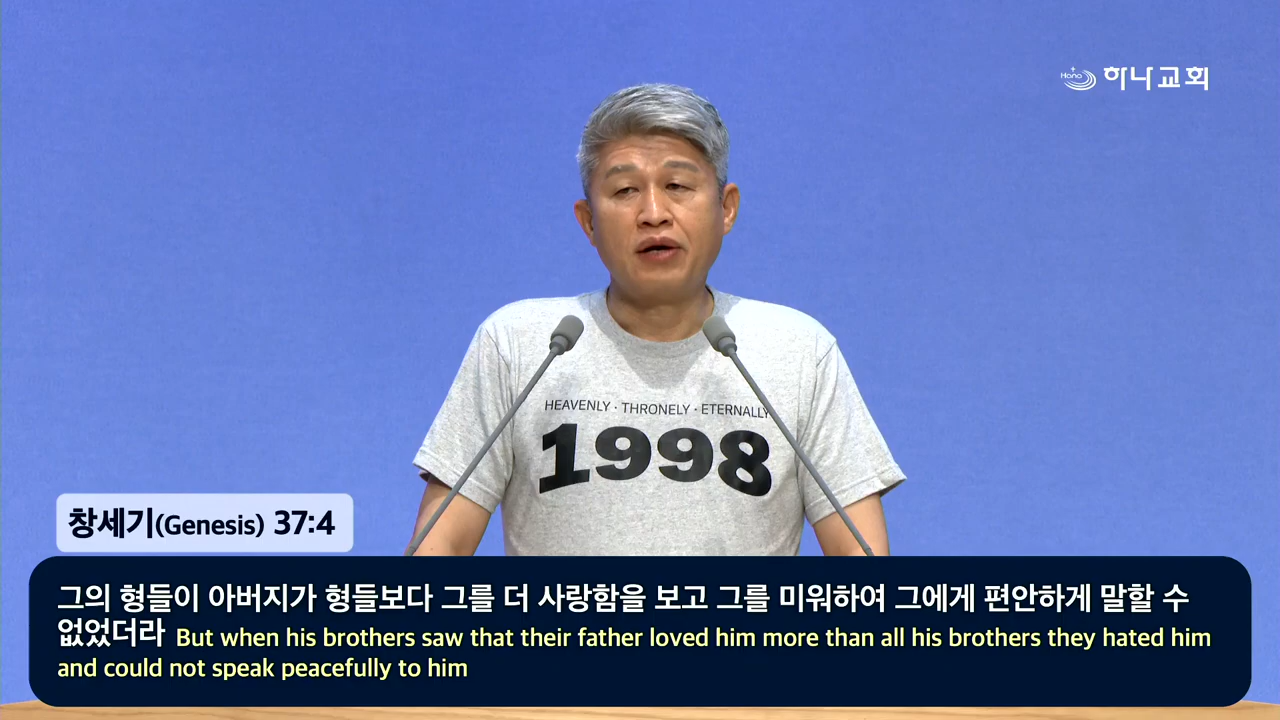 Hana 하나교회
HEAVENLY · THRONELY · ETERNALLY
1998
창세기(Genesis) 37:4
그의 형들이 아버지가 형들보다 그를 더 사랑함을 보고 그를 미워하여 그에게 편안하게 말할 수
없었더라 But when his brothers saw that their father loved him more than all his brothers they hated him
and could not speak peacefully to him